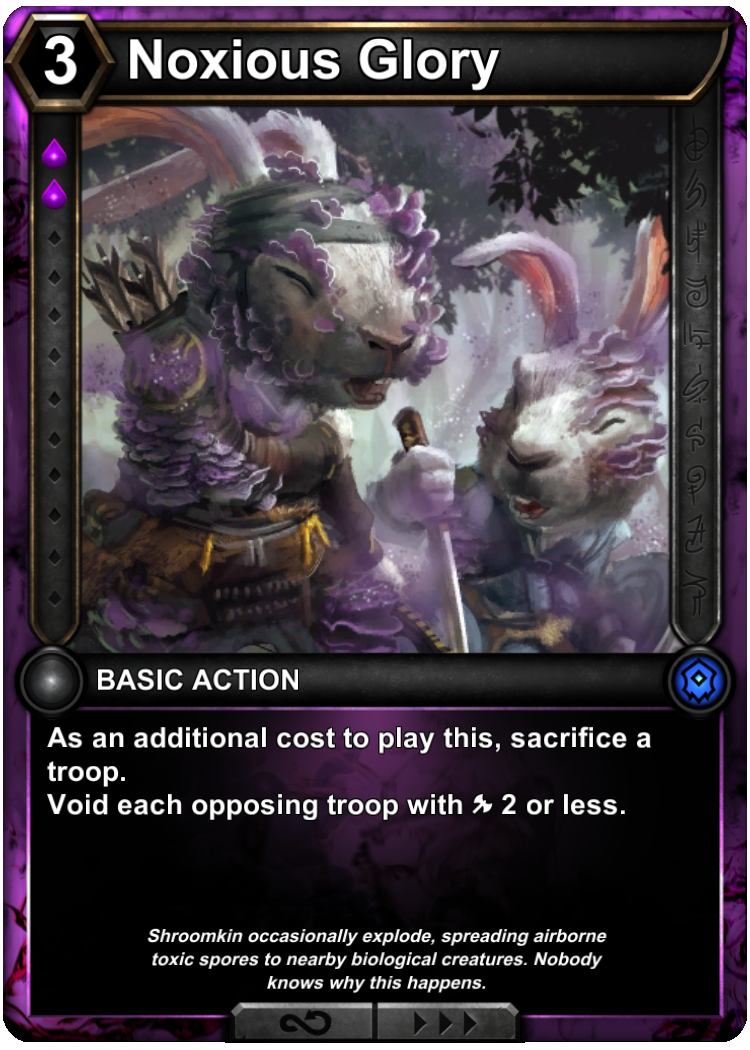 3 Noxious Glory
BASIC ACTION
As an additional cost to play this, sacrifice a
troop.
Void each opposing troop with 2 or less.
Shroomkin occasionally explode, spreading airborne
toxic spores to nearby biological creatures. Nobody
knows why this happens.